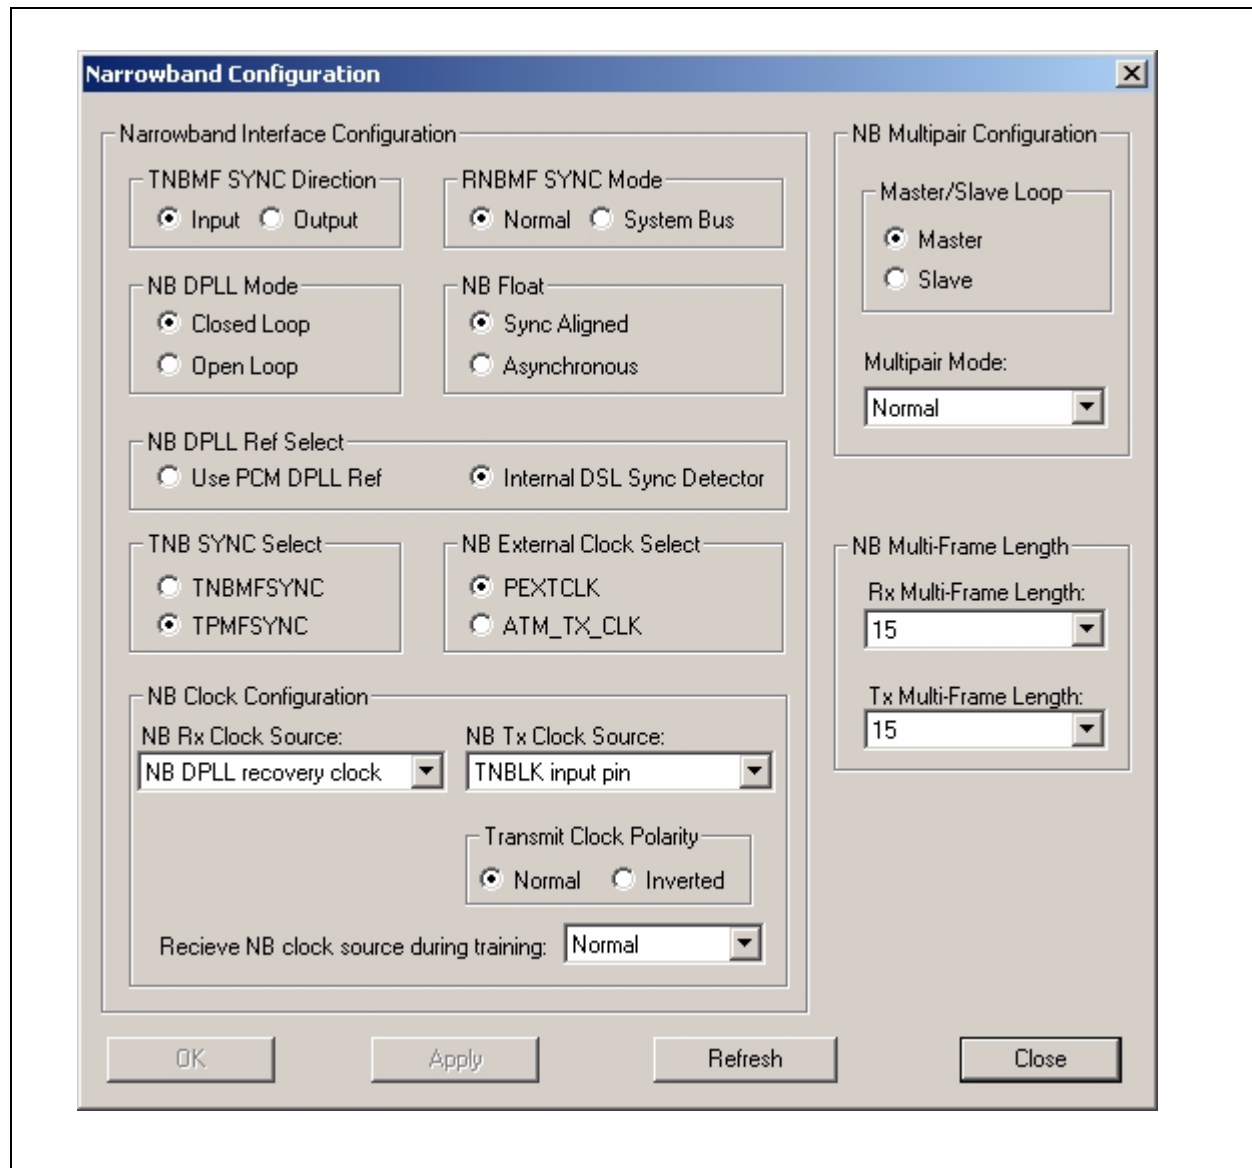 Narrowband Configuration
Narrowband Interface Configuration
TNBMF SYNC Direction
Input Output
RNBMF SYNC Mode
Normal System Bus
NB DPLL Mode
Closed Loop
Open Loop
NB Float
Sync Aligned
Asynchronous
NB DPLL Ref Select
Use PCM DPLL Ref Internal DSL Sync Detector
TNB SYNC Select
TNBMFSYNC
TPMFSYNC
NB External Clock Select
PEXTCLK
ATM_TX_CLK
NB Clock Configuration
NB Rx Clock Source:
NB DPLL recovery clock
NB Tx Clock Source:
TNBLK input pin
Transmit Clock Polarity
Normal Inverted
Recieve NB clock source during training: Normal
NB Multipair Configuration
Master/Slave Loop
Master
Slave
Multipair Mode:
Normal
NB Multi-Frame Length
Rx Multi-Frame Length:
15
Tx Multi-Frame Length:
15
OK Apply Refresh Close